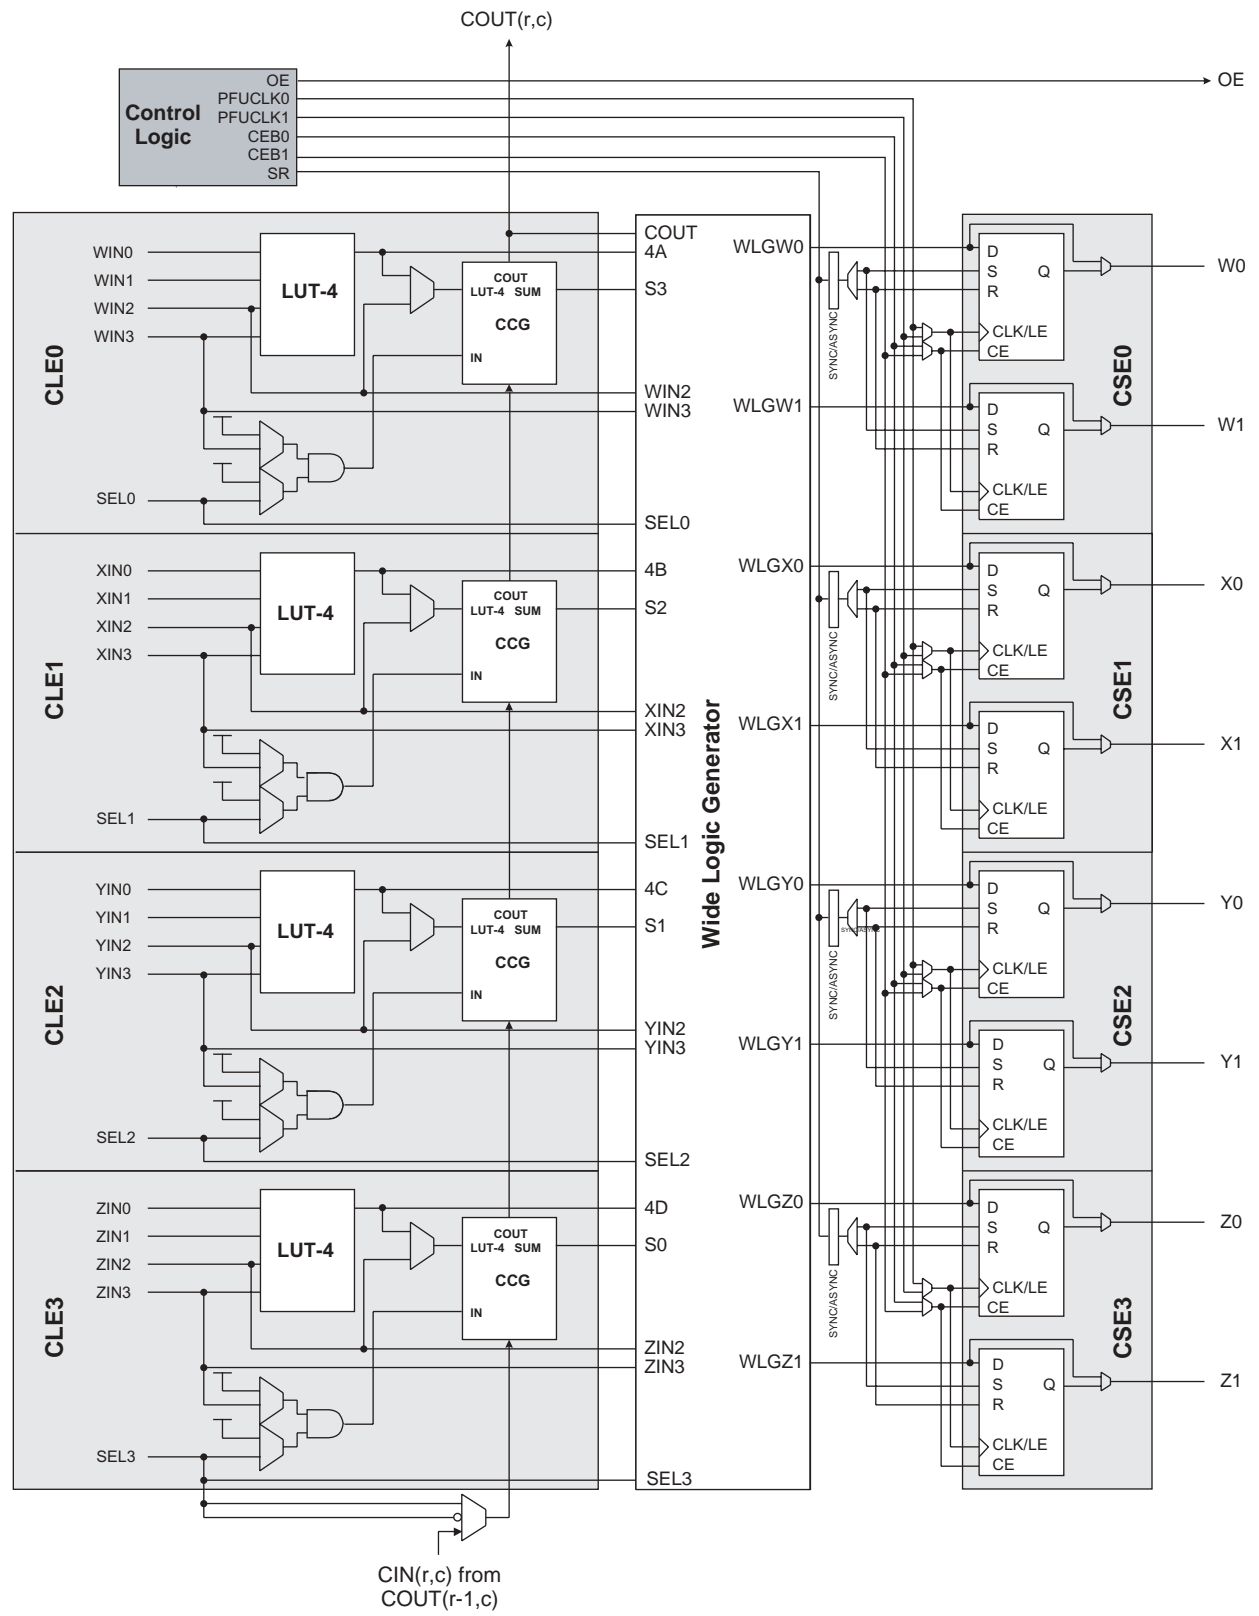 COUT(r,c)
OE
OE
Control
Logic
PFUCLK0
PFUCLK1
CEB0
CEB1
SR
CLE0
WIN0
WIN1
WIN2
WIN3
SEL0
LUT-4
COUT
LUT-4 SUM
CCG
IN
COUT
4A
S3
WIN2
WIN3
SEL0
CLE1
XIN0
XIN1
XIN2
XIN3
SEL1
LUT-4
COUT
LUT-4 SUM
CCG
IN
4B
S2
XIN2
XIN3
SEL1
CLE2
YIN0
YIN1
YIN2
YIN3
SEL2
LUT-4
COUT
LUT-4 SUM
CCG
IN
4C
S1
YIN2
YIN3
SEL2
CLE3
ZIN0
ZIN1
ZIN2
ZIN3
SEL3
LUT-4
COUT
LUT-4 SUM
CCG
IN
4D
S0
ZIN2
ZIN3
SEL3
CIN(r,c) from
COUT(r-1,c)
Wide Logic Generator
WLGW0
WLGW1
WLGX0
WLGX1
WLGY0
WLGY1
WLGZ0
WLGZ1
SYNC/ASYNC
D
S
R
Q
CLK/LE
CE
W0
CSE0
D
S
R
Q
CLK/LE
CE
W1
SYNC/ASYNC
D
S
R
Q
CLK/LE
CE
X0
CSE1
D
S
R
Q
CLK/LE
CE
X1
SYNC/ASYNC
SYNC/ASYNC
D
S
R
Q
CLK/LE
CE
Y0
CSE2
D
S
R
Q
CLK/LE
CE
Y1
SYNC/ASYNC
D
S
R
Q
CLK/LE
CE
Z0
CSE3
D
S
R
Q
CLK/LE
CE
Z1